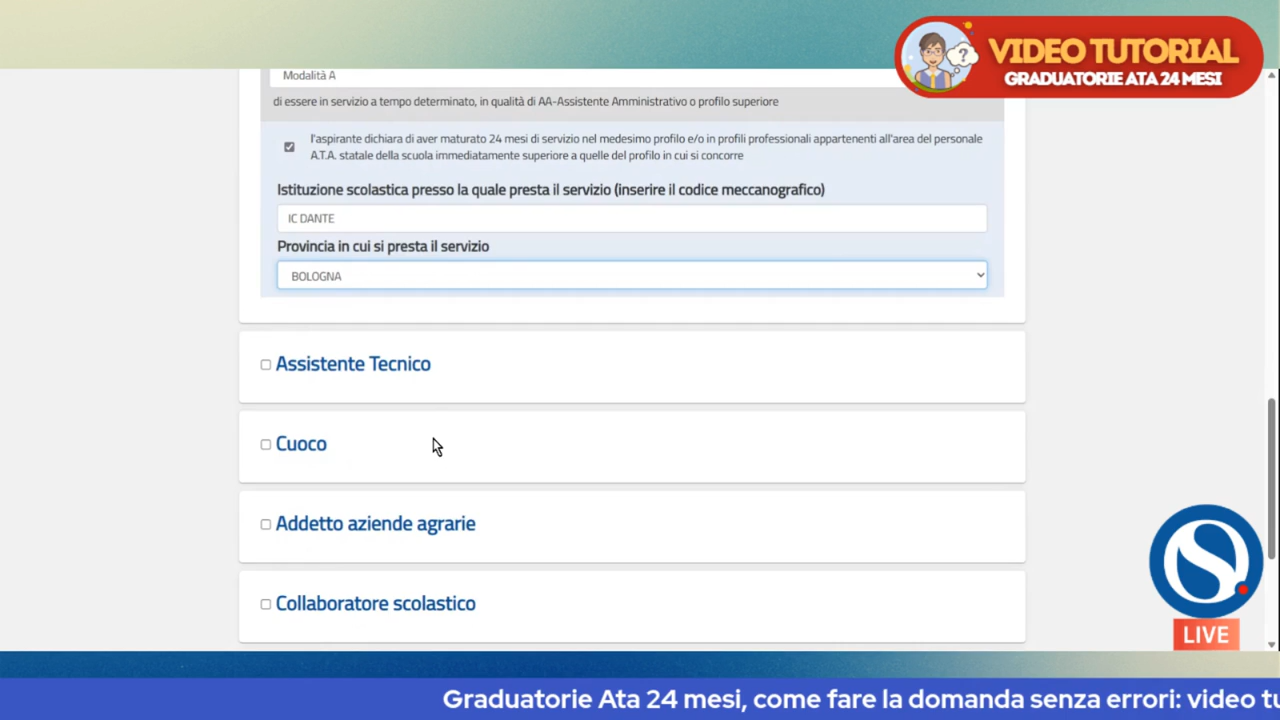 VIDEO TUTORIAL
GRADUATORIE ATA 24 MESI
Modalità A
di essere in servizio a tempo determinato, in qualità di AA-Assistente Amministrativo o profilo superiore
l'aspirante dichiara di aver maturato 24 mesi di servizio nel medesimo profilo e/o in profili professionali appartenenti all'area del personale
A.T.A. statale della scuola immediatamente superiore a quelle del profilo in cui si concorre
Istituzione scolastica presso la quale presta il servizio (inserire il codice meccanografico)
IC DANTE
Provincia in cui si presta il servizio
BOLOGNA
Assistente Tecnico
Cuoco
Addetto aziende agrarie
Collaboratore scolastico
LIVE
Graduatorie Ata 24 mesi, come fare la domanda senza errori: video tu